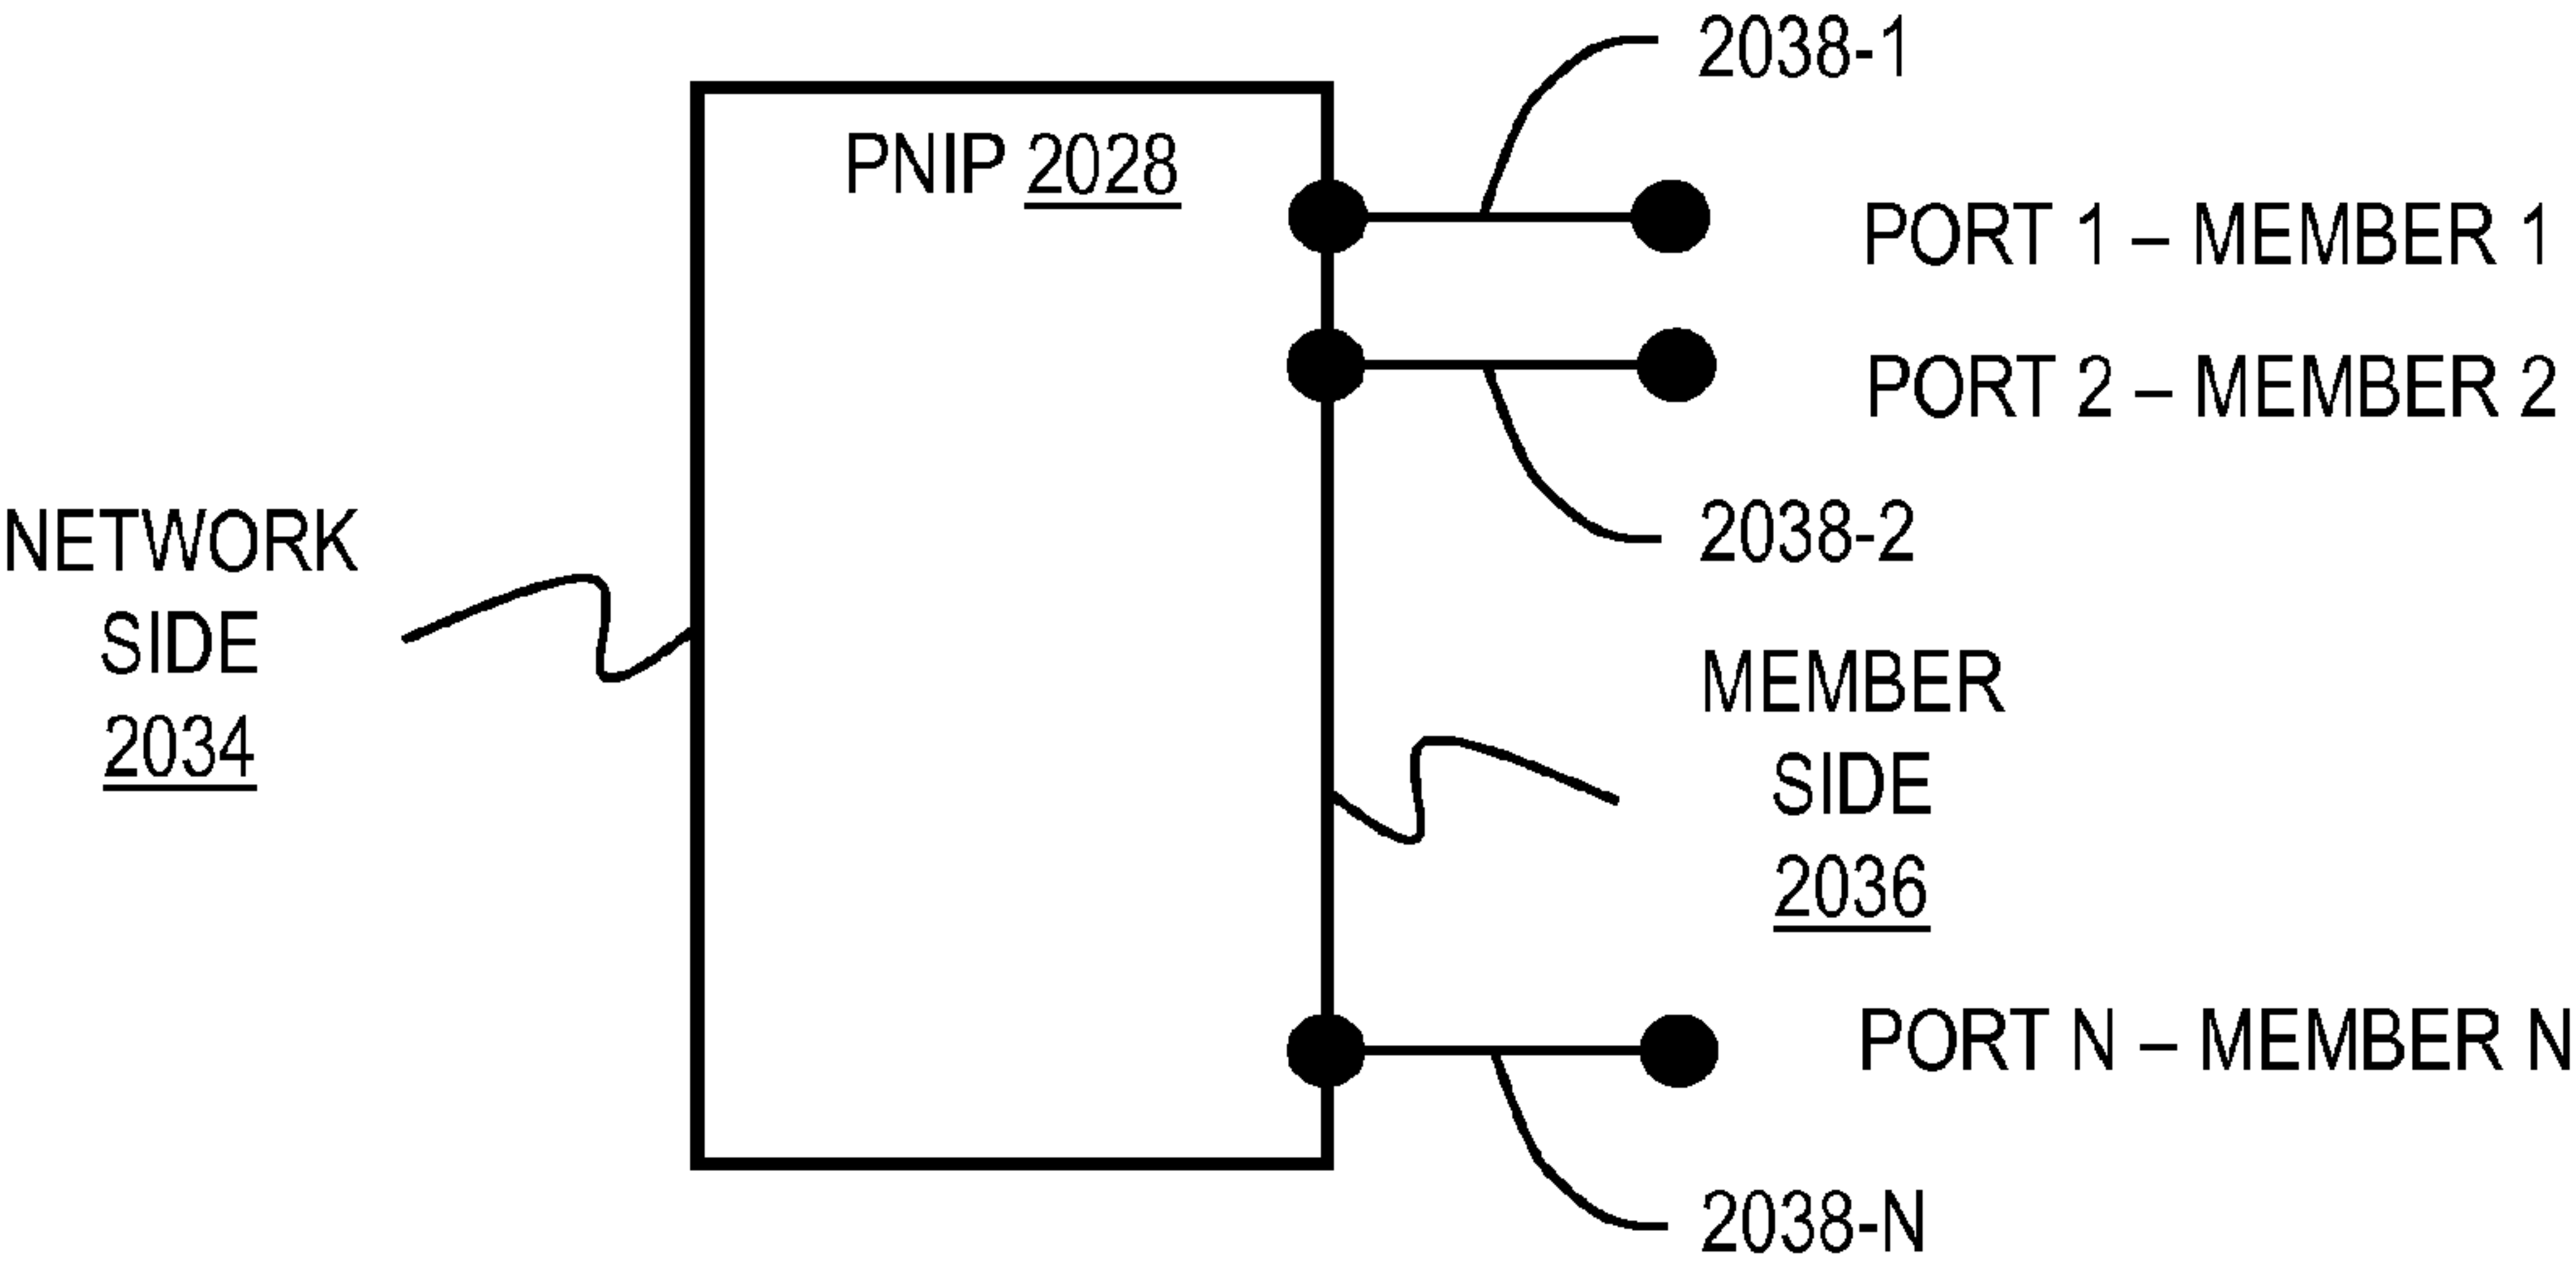 2038-1
PNIP 2028
PORT 1 – MEMBER 1
PORT 2 – MEMBER 2
2038-2
NETWORK
SIDE
2034
MEMBER
SIDE
2036
PORT N – MEMBER N
2038-N